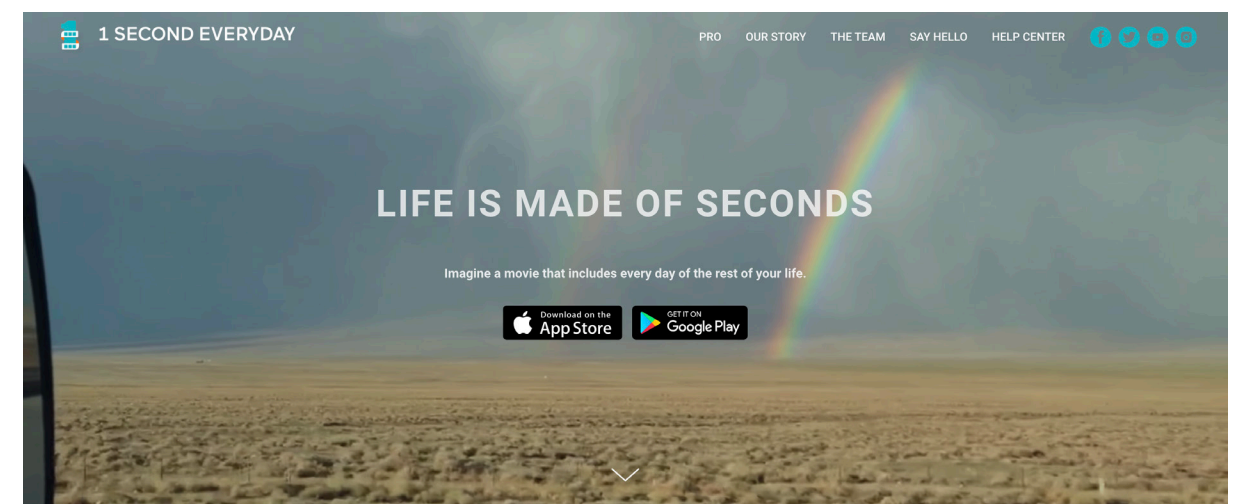 1 SECOND EVERYDAY
PRO OUR STORY THE TEAM SAY HELLO HELP CENTER
LIFE IS MADE OF SECONDS
Imagine a movie that includes every day of the rest of your life.
Download on the
App Store
GET IT ON
Google Play